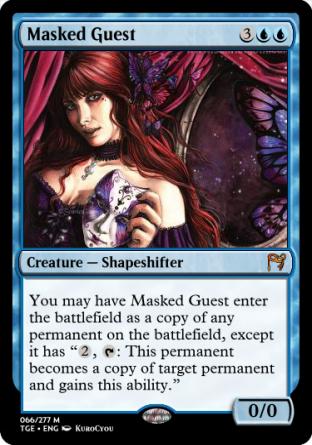 Masked Guest 3
Creature — Shapeshifter
You may have Masked Guest enter
the battlefield as a copy of any
permanent on the battlefield, except
it has “2, : This permanent
becomes a copy of target permanent
and gains this ability.”
066/277 M
TGE • ENG KuroCyou
0/0